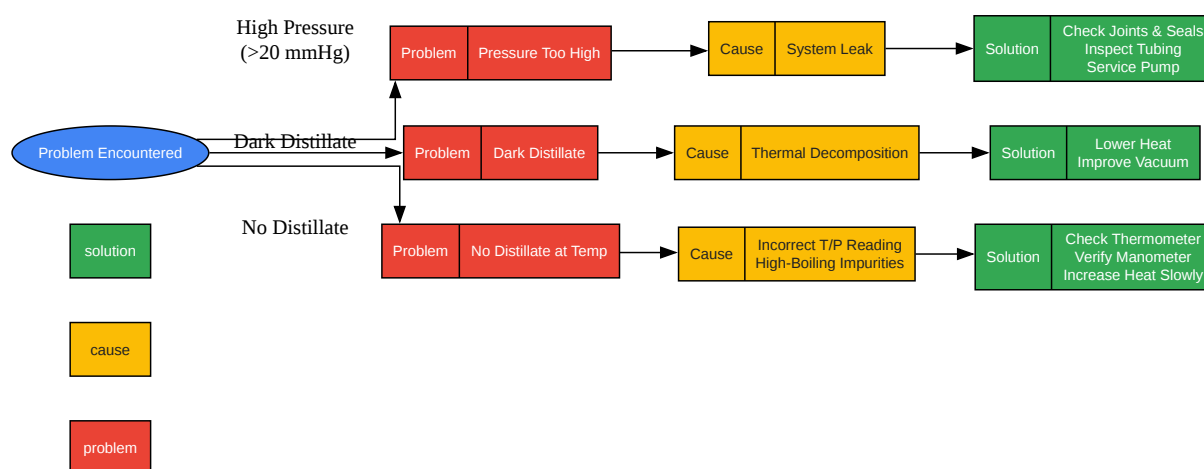 High Pressure
(>20 mmHg)
Problem
Pressure Too High
Cause
System Leak
Solution
Check Joints & Seals
Inspect Tubing
Service Pump
Problem Encountered
Dark Distillate
Problem
Dark Distillate
Cause
Thermal Decomposition
Solution
Lower Heat
Improve Vacuum
No Distillate
Problem
No Distillate at Temp
Cause
Incorrect T/P Reading
High-Boiling Impurities
Solution
Check Thermometer
Verify Manometer
Increase Heat Slowly
solution
cause
problem